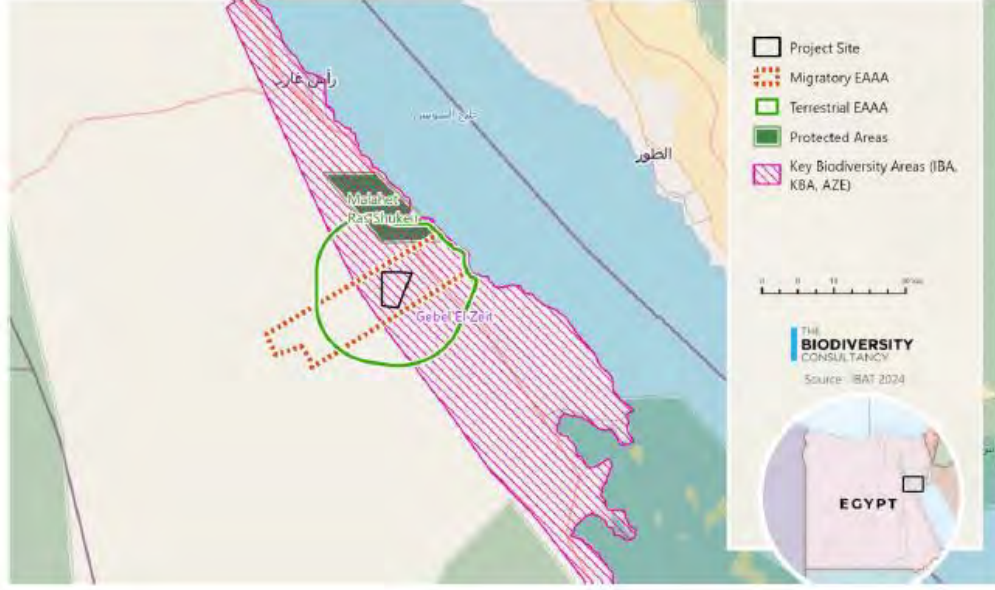 رأس غارب
خليج السويس
الطور
Malahet
Ras Shukeir
Gebel El Zeit
Project Site
Migratory EAAA
Terrestrial EAAA
Protected Areas
Key Biodiversity Areas (IBA,
KBA, AZE)
THE
BIODIVERSITY
CONSULTANCY
Source: IBAT 2024
EGYPT